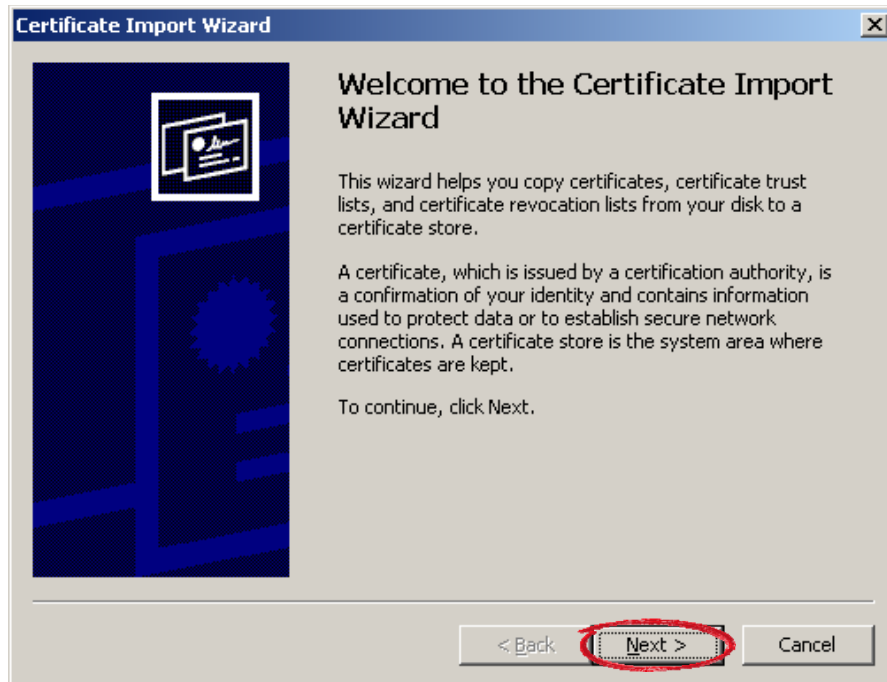 Certificate Import Wizard
Welcome to the Certificate Import
Wizard
This wizard helps you copy certificates, certificate trust
lists, and certificate revocation lists from your disk to a
certificate store.
A certificate, which is issued by a certification authority, is
a confirmation of your identity and contains information
used to protect data or to establish secure network
connections. A certificate store is the system area where
certificates are kept.
To continue, click Next.
< Back Next > Cancel